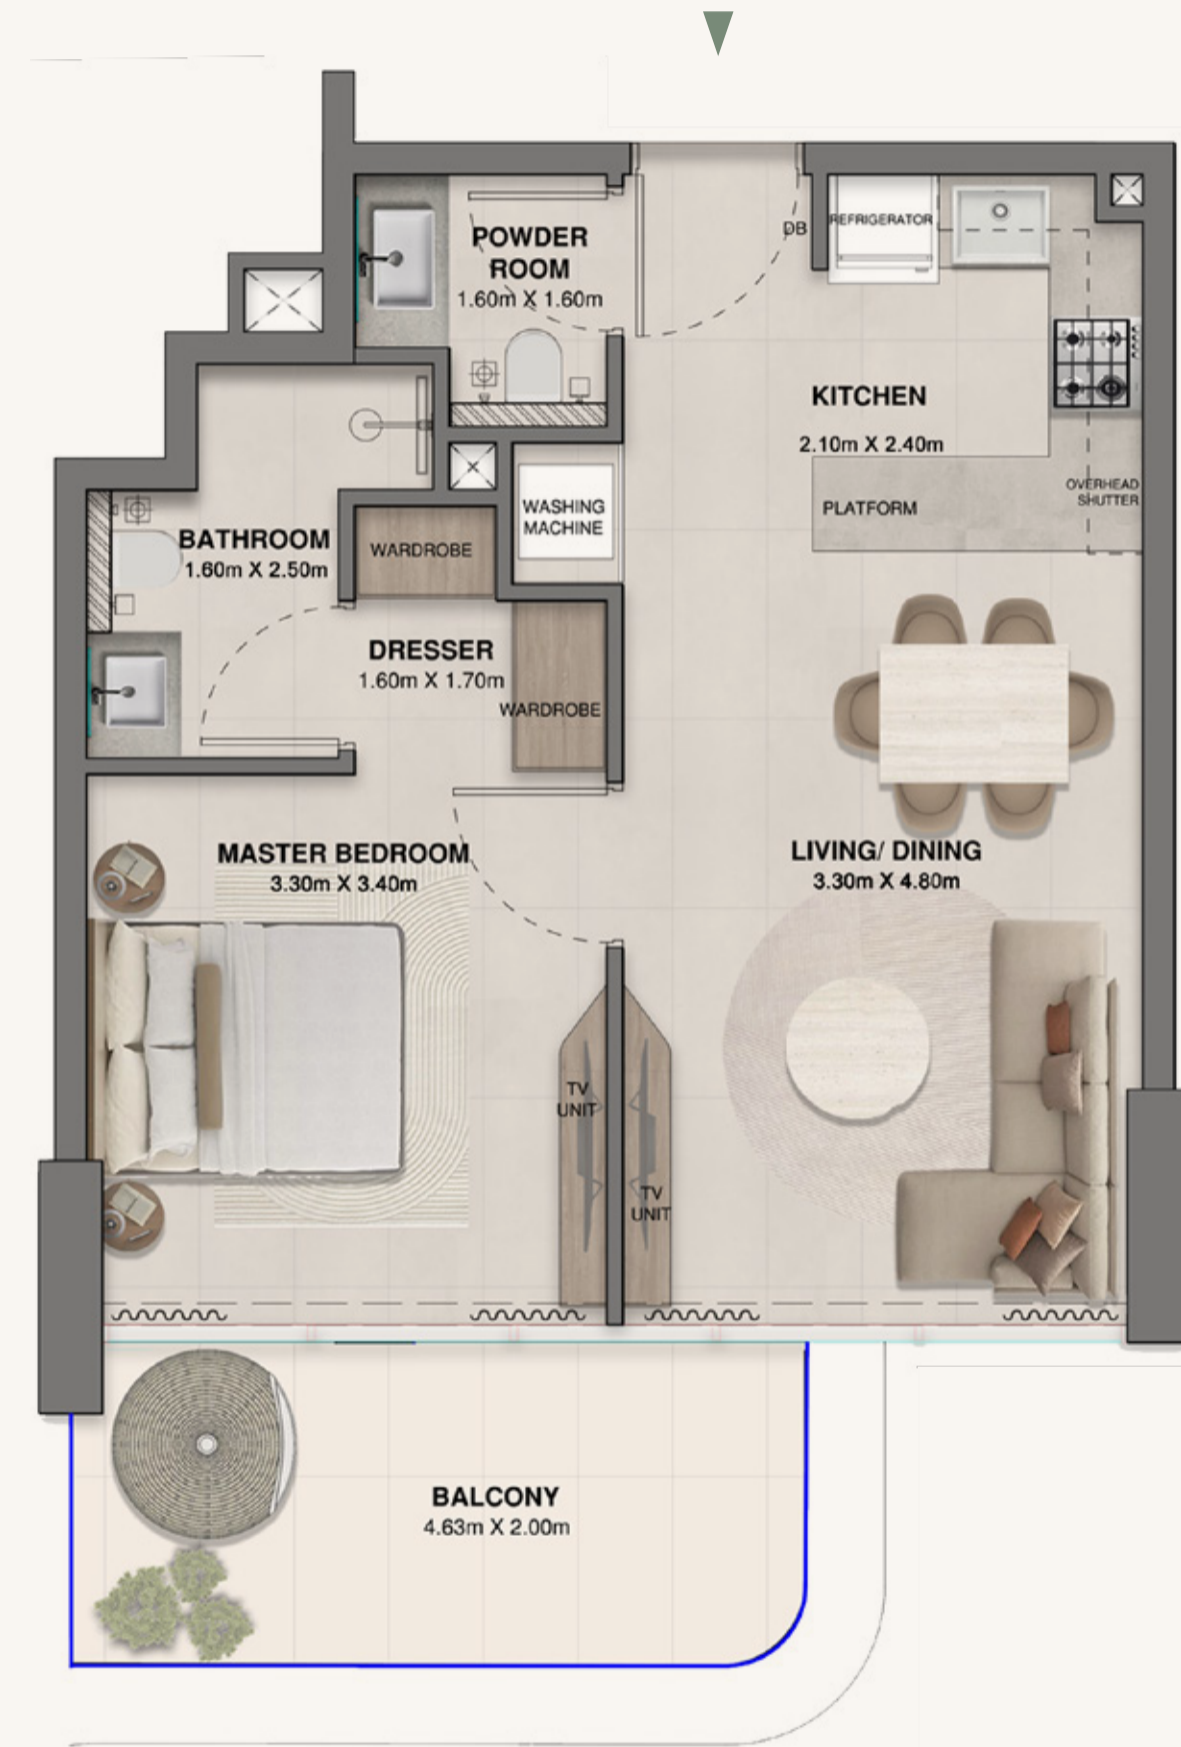 POWDER
ROOM
1.60m X 1.60m
DB
REFRIGERATOR
KITCHEN
2.10m X 2.40m
OVERHEAD
SHUTTER
PLATFORM
WASHING
MACHINE
BATHROOM
1.60m X 2.50m
WARDROBE
DRESSER
1.60m X 1.70m
WARDROBE
MASTER BEDROOM
3.30m X 3.40m
LIVING/ DINING
3.30m X 4.80m
TV
UNIT
TV
UNIT
BALCONY
4.63m X 2.00m